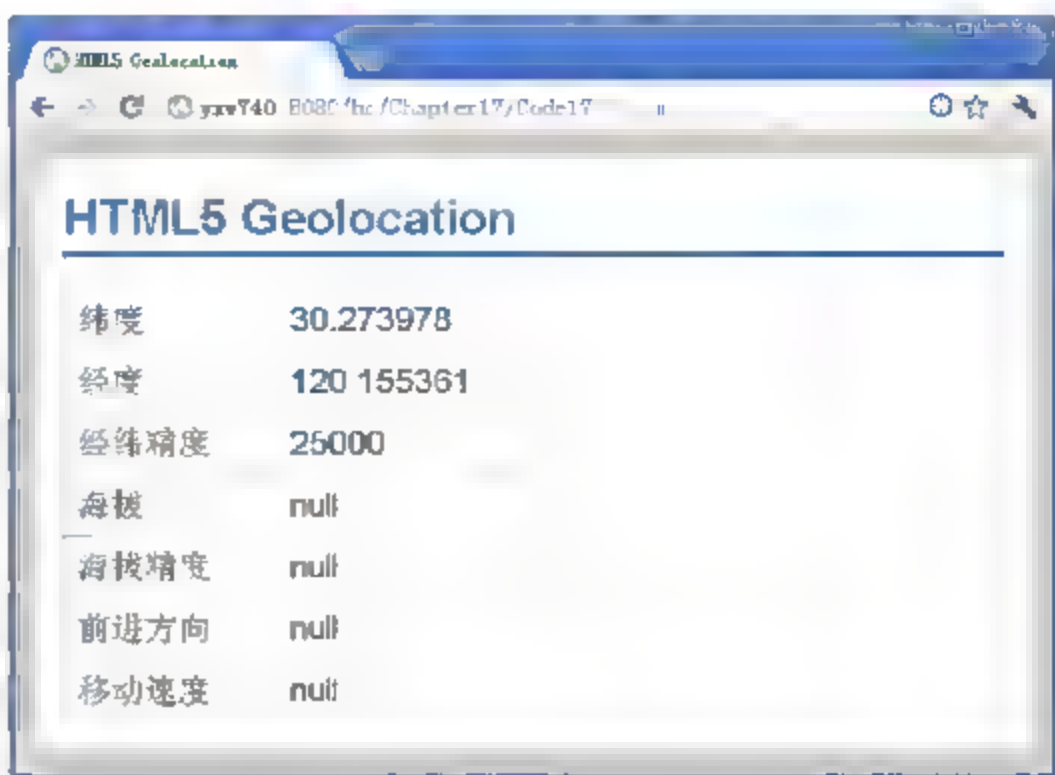 HTML5 Geolocation
HTML5 Geolocation
纬度 30.273978
经度 120 155361
经纬精度 25000
海拔 null
海拔精度 null
前进方向 null
移动速度 null